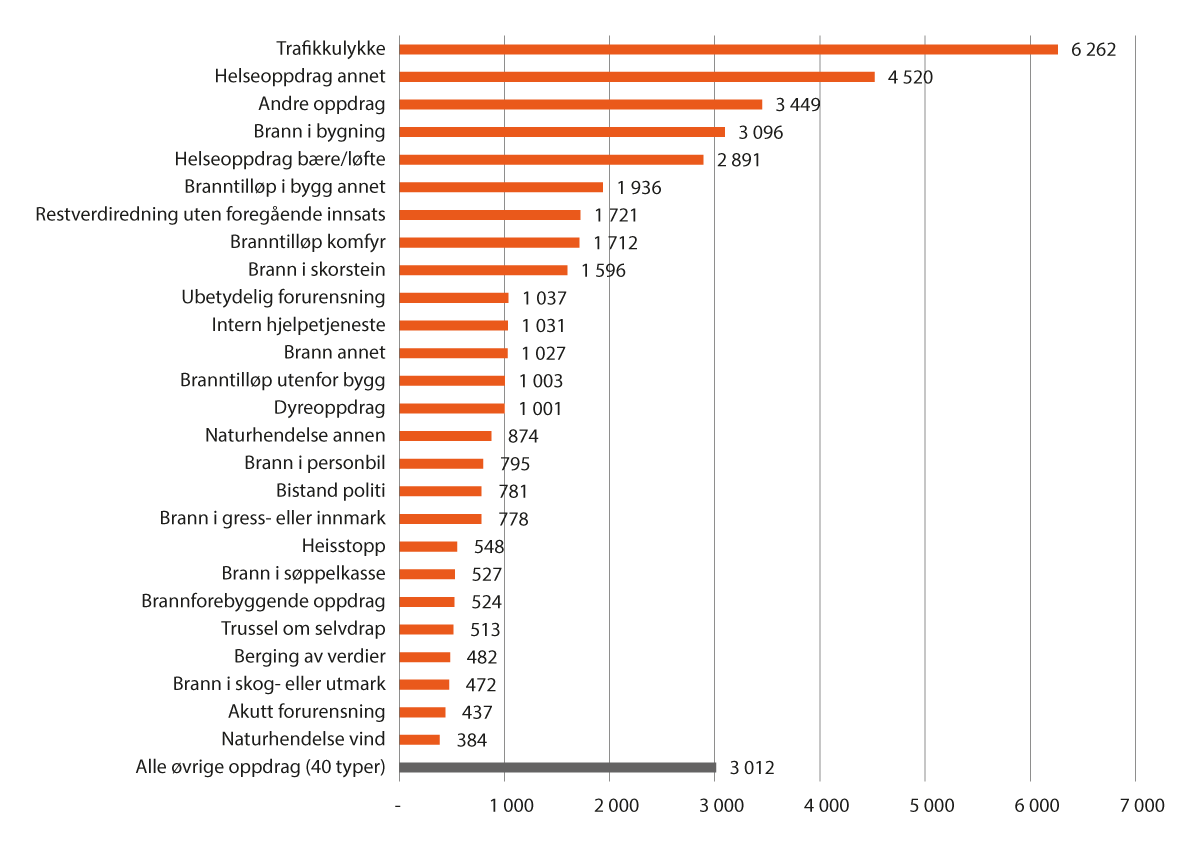 Trafikkulykke 6 262
Helseoppdrag annet 4 520
Andre oppdrag 3 449
Brann i bygning 3 096
Helseoppdrag bære/løfte 2 891
Branntilløp i bygg annet 1 936
Restverdiredning uten foregående innsats 1 721
Branntilløp komfyr 1 712
Brann i skorstein 1 596
Ubetydelig forurensning 1 037
Intern hjelpetjeneste 1 031
Brann annet 1 027
Branntilløp utenfor bygg 1 003
Dyreoppdrag 1 001
Naturhendelse annen 874
Brann i personbil 795
Bistand politi 781
Brann i gress- eller innmark 778
Heisstopp 548
Brann i søppelkasse 527
Brannforebyggende oppdrag 524
Trussel om selvdrap 513
Berging av verdier 482
Brann i skog- eller utmark 472
Akutt forurensning 437
Naturhendelse vind 384
Alle øvrige oppdrag (40 typer) 3 012
- 1 000 2 000 3 000 4 000 5 000 6 000 7 000